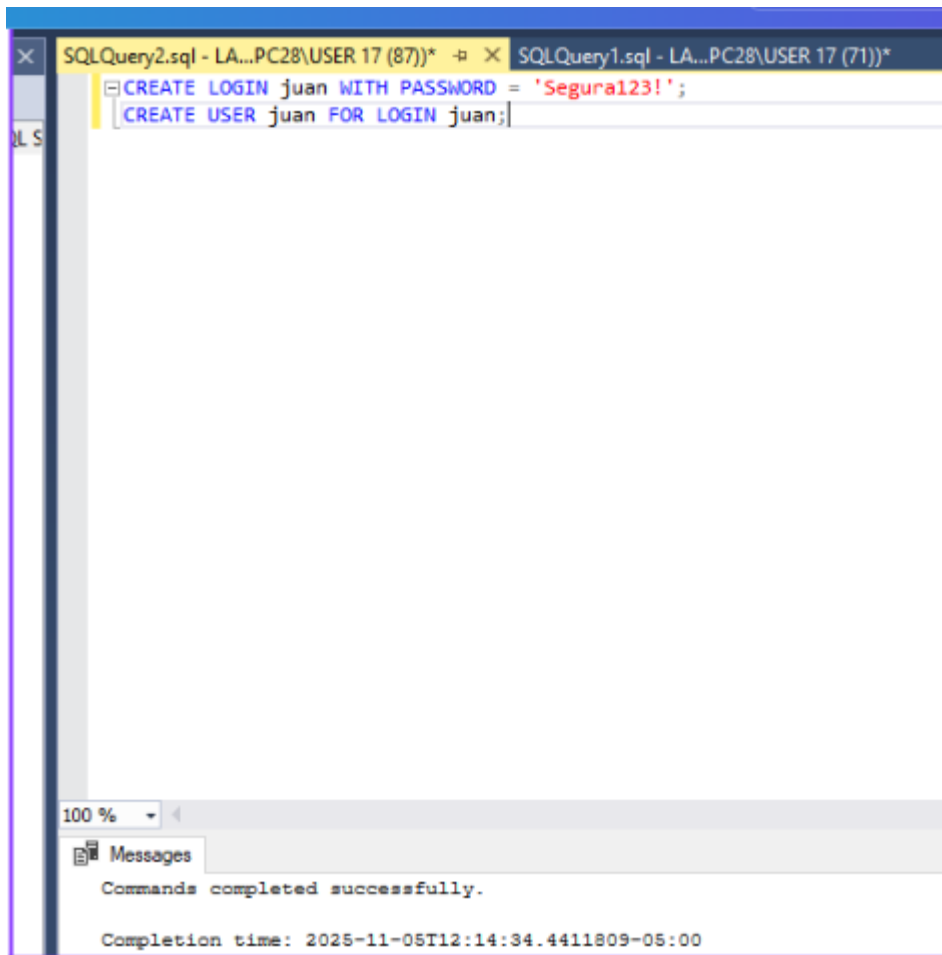 SQLQuery2.sql - LA...PC28\USER 17 (87))* SQLQuery1.sql - LA...PC28\USER 17 (71))*
CREATE LOGIN juan WITH PASSWORD = 'Segura123!';
CREATE USER juan FOR LOGIN juan;
QL S
100 %
Messages
Commands completed successfully.
Completion time: 2025-11-05T12:14:34.4411809-05:00